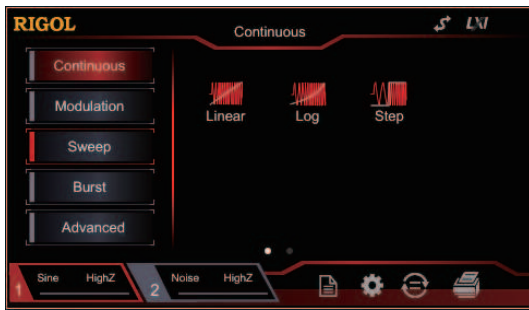 RIGOL
Continuous
LXI
Continuous
Modulation
Sweep
Burst
Advanced
Linear
Log
Step
1
Sine
HighZ
2
Noise
HighZ